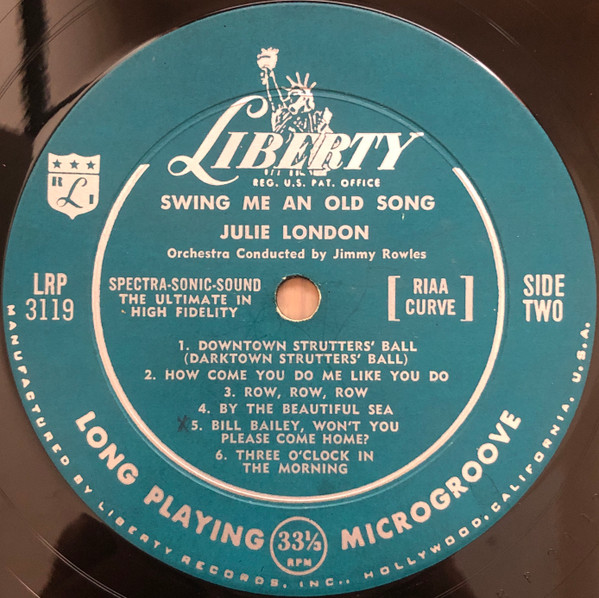 LIBERTY
REG. U.S. PAT. OFFICE
SWING ME AN OLD SONG
JULIE LONDON
Orchestra Conducted by Jimmy Rowles
R L I
LRP
3119
SPECTRA-SONIC-SOUND
THE ULTIMATE IN
HIGH FIDELITY
[ RIAA
CURVE ]
SIDE
TWO
1. DOWNTOWN STRUTTERS' BALL
(DARKTOWN STRUTTERS' BALL)
2. HOW COME YOU DO ME LIKE YOU DO
3. ROW, ROW, ROW
4. BY THE BEAUTIFUL SEA
X5. BILL BAILEY, WON'T YOU
PLEASE COME HOME?
6. THREE O'CLOCK IN
THE MORNING
LONG PLAYING 33⅓ RPM MICROGROOVE
MANUFACTURED BY LIBERTY RECORDS, INC., HOLLYWOOD, CALIFORNIA, U.S.A.